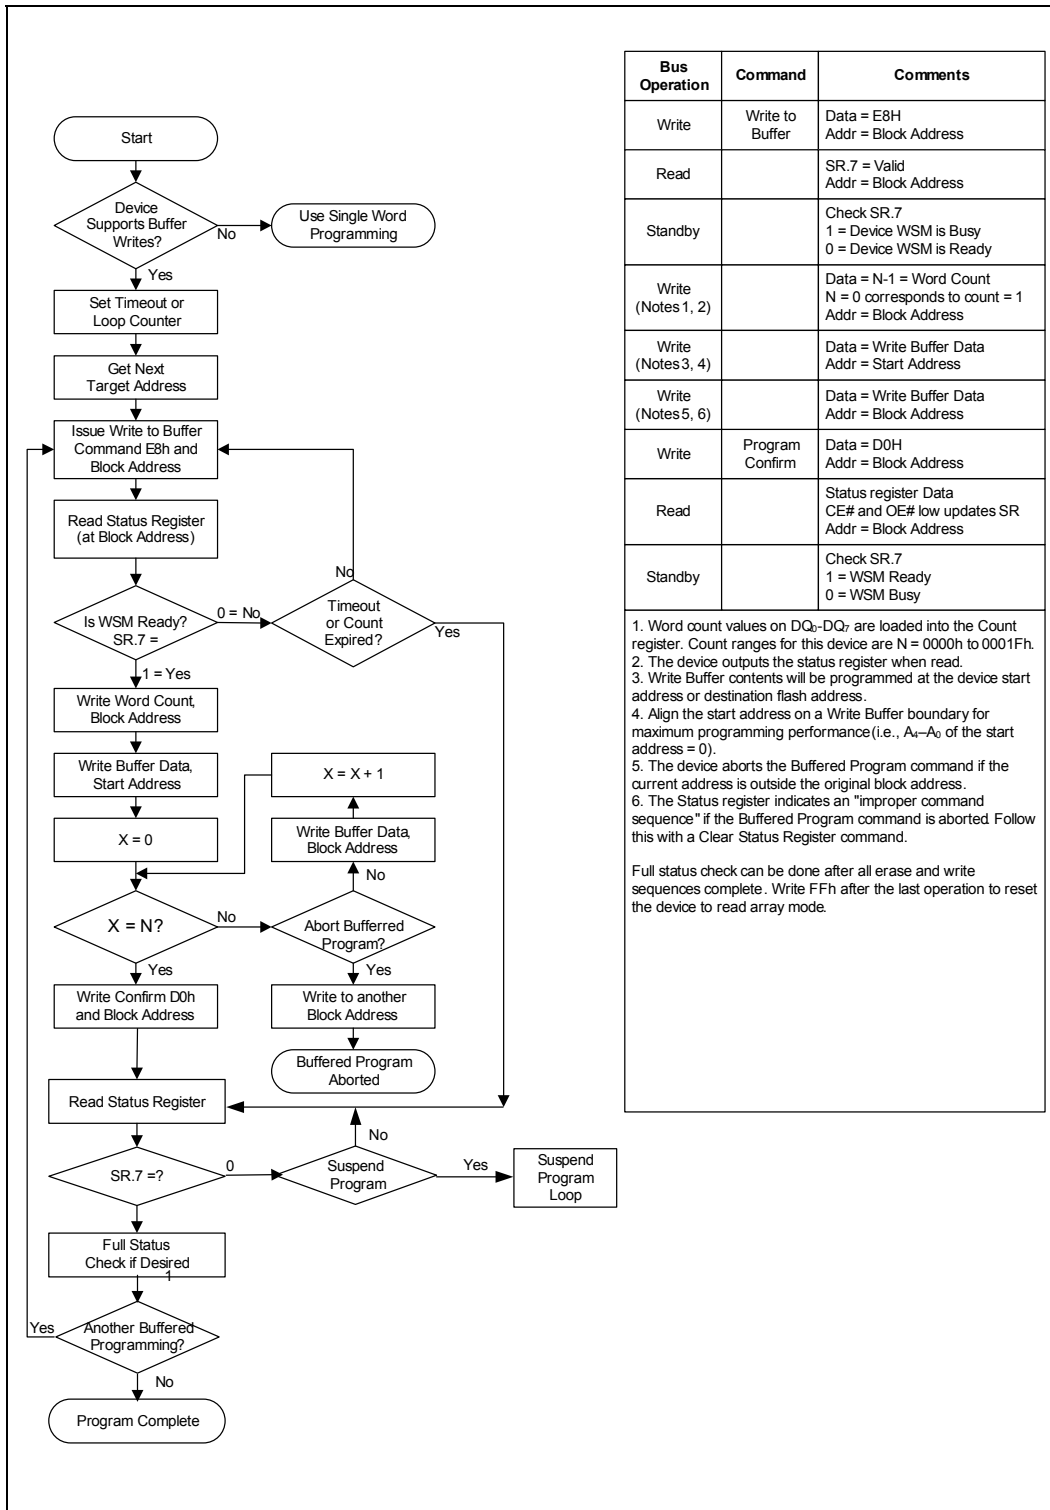 Start
Device
Supports Buffer
Writes?
No
Use Single Word
Programming
Yes
Set Timeout or
Loop Counter
Get Next
Target Address
Issue Write to Buffer
Command E8h and
Block Address
Read Status Register
(at Block Address)
No
Is WSM Ready?
SR.7 =
0 = No
Timeout
or Count
Expired?
Yes
1 = Yes
Write Word Count,
Block Address
Write Buffer Data,
Start Address
X = X + 1
X = 0
Write Buffer Data,
Block Address
No
X = N?
No
Abort Bufferred
Program?
Yes
Yes
Write Confirm D0h
and Block Address
Write to another
Block Address
Buffered Program
Aborted
Read Status Register
No
SR.7 =?
0
Suspend
Program
Yes
Suspend
Program
Loop
Full Status
Check if Desired
1
Yes
Another Buffered
Programming?
No
Program Complete
Bus
Operation
Command
Comments
Write
Write to
Buffer
Data = E8H
Addr = Block Address
Read
SR.7 = Valid
Addr = Block Address
Standby
Check SR.7
1 = Device WSM is Busy
0 = Device WSM is Ready
Write
(Notes 1, 2)
Data = N-1 = Word Count
N = 0 corresponds to count = 1
Addr = Block Address
Write
(Notes 3, 4)
Data = Write Buffer Data
Addr = Start Address
Write
(Notes 5, 6)
Data = Write Buffer Data
Addr = Block Address
Write
Program
Confirm
Data = D0H
Addr = Block Address
Read
Status register Data
CE# and OE# low updates SR
Addr = Block Address
Standby
Check SR.7
1 = WSM Ready
0 = WSM Busy
1. Word count values on DQ0-DQ7 are loaded into the Count
register. Count ranges for this device are N = 0000h to 0001Fh.
2. The device outputs the status register when read.
3. Write Buffer contents will be programmed at the device start
address or destination flash address.
4. Align the start address on a Write Buffer boundary for
maximum programming performance (i.e., A4–A0 of the start
address = 0).
5. The device aborts the Buffered Program command if the
current address is outside the original block address.
6. The Status register indicates an "improper command
sequence" if the Buffered Program command is aborted. Follow
this with a Clear Status Register command.
Full status check can be done after all erase and write
sequences complete. Write FFh after the last operation to reset
the device to read array mode.